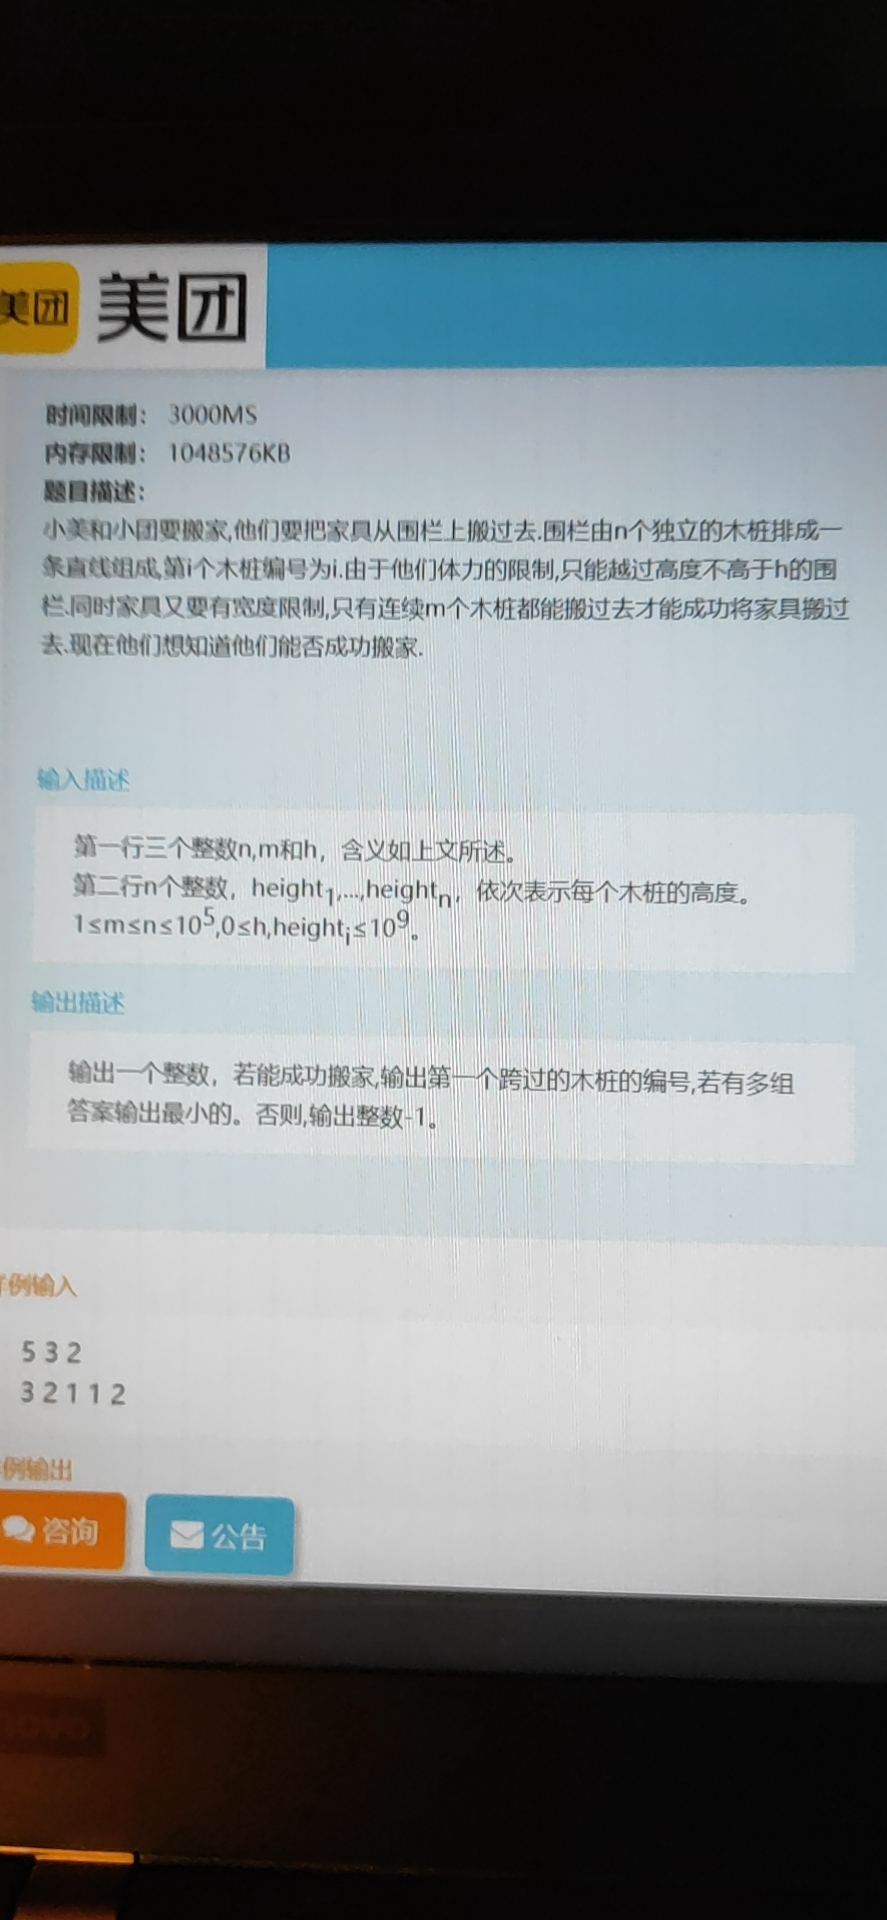 美团 美团
时间限制： 3000MS
内存限制： 1048576KB
题目描述：
小美和小团要搬家,他们要把家具从围栏上搬过去.围栏由n个独立的木桩排成一
条直线组成,第i个木桩编号为i.由于他们体力的限制,只能越过高度不高于h的围
栏.同时家具又要有宽度限制,只有连续m个木桩都能搬过去才能成功将家具搬过
去.现在他们想知道他们能否成功搬家.
输入描述
第一行三个整数n,m和h，含义如上文所述。
第二行n个整数，height1,...,heightn，依次表示每个木桩的高度。
1≤m≤n≤10^5,0≤h,heighti≤10^9。
输出描述
输出一个整数，若能成功搬家,输出第一个跨过的木桩的编号,若有多组
答案输出最小的。否则,输出整数-1。
例输入
5 3 2
3 2 1 1 2
例输出
咨询 公告